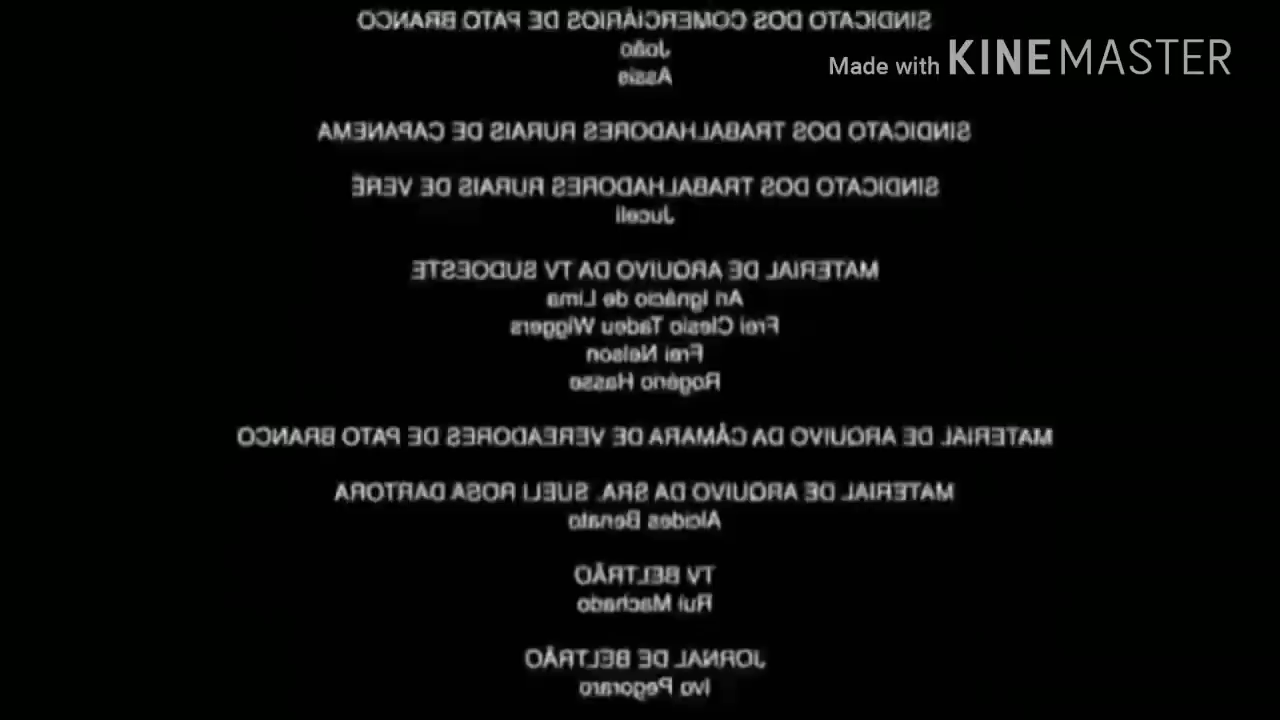 SINDICATO DOS COMERCIÁRIOS DE PATO BRANCO
João
Assis
Made with KINEMASTER
SINDICATO DOS TRABALHADORES RURAIS DE CAPANEMA
SINDICATO DOS TRABALHADORES RURAIS DE VERÉ
Juceli
MATERIAL DE ARQUIVO DA TV SUDOESTE
Ari Ignácio de Lima
Frei Clesio Tadeu Wiggers
Frei Nelson
Rogério Hasse
MATERIAL DE ARQUIVO DA CÂMARA DE VEREADORES DE PATO BRANCO
MATERIAL DE ARQUIVO DA SRA. SUELI ROSA DARTORA
Alcides Benato
TV BELTRÃO
Rui Machado
JORNAL DE BELTRÃO
Ivo Pegoraro